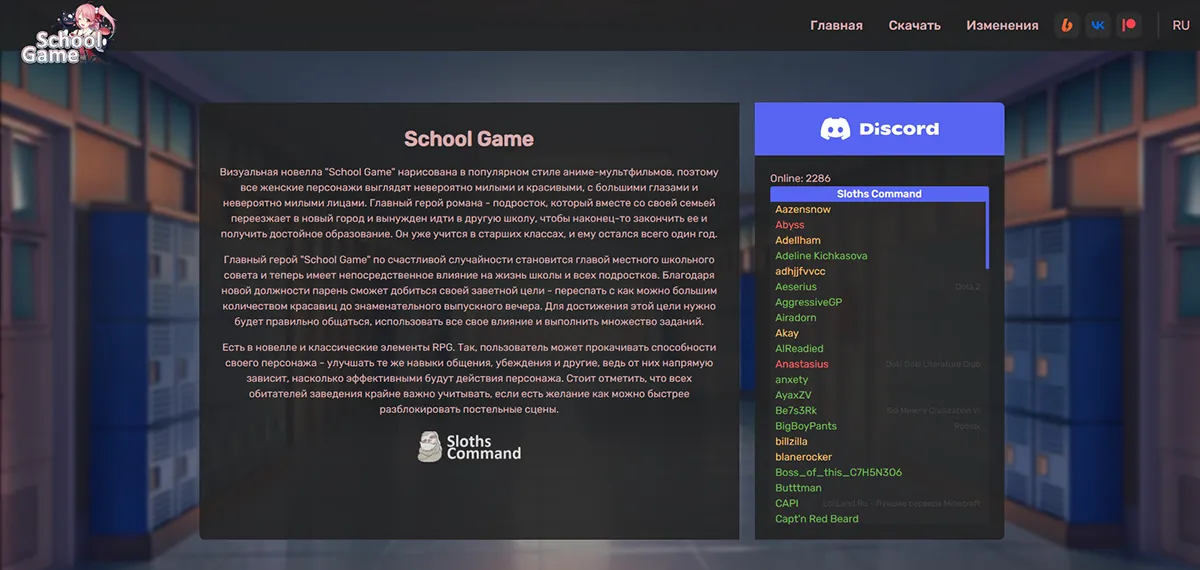 School
Game
Главная
Скачать
Изменения
RU
School Game
Визуальная новелла "School Game" нарисована в популярном стиле аниме-мультфильмов, поэтому
все женские персонажи выглядят невероятно милыми и красивыми, с большими глазами и
невероятно милыми лицами. Главный герой романа - подросток, который вместе со своей семьей
переезжает в новый город и вынужден идти в другую школу, чтобы наконец-то закончить ее и
получить достойное образование. Он уже учится в старших классах, и ему остался всего один год.
Главный герой "School Game" по счастливой случайности становится главой местного школьного
совета и теперь имеет непосредственное влияние на жизнь школы и всех подростков. Благодаря
новой должности парень сможет добиться своей заветной цели - переспать с как можно большим
количеством красавиц до знаменательного выпускного вечера. Для достижения этой цели нужно
будет правильно общаться, использовать все свое влияние и выполнить множество заданий.
Есть в новелле и классические элементы RPG. Так, пользователь может прокачивать способности
своего персонажа - улучшать те же навыки общения, убеждения и другие, ведь от них напрямую
зависит, насколько эффективными будут действия персонажа. Стоит отметить, что всех
обитателей заведения крайне важно учитывать, если есть желание как можно быстрее
разблокировать постельные сцены.
Sloths
Command
Discord
Online: 2286
Sloths Command
Aazensnow
Abyss
Adellham
Adeline Kichkasova
adhjjfvvcc
Aeserius
Dota 2
AggressiveGP
Airadorn
Akay
AlReadied
Anastasius
Doki Doki Literature Club
anxety
AyaxZV
Be7s3Rk
Sid Meier's Civilization VI
BigBoyPants
Roblox
billzilla
blanerocker
Boss_of_this_C7H5N3O6
Butttman
CAPI
LoliLand.Ru - Лучшие сервера Minecraft
Capt'n Red Beard